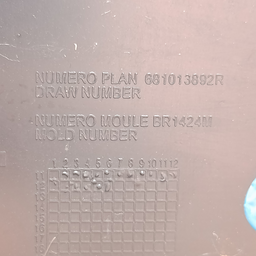 NUMERO PLAN 681013892R
DRAW NUMBER
NUMERO MOULE BR1424M
MOLD NUMBER
1 2 3 4 5 6 7 8 9 10 11 12